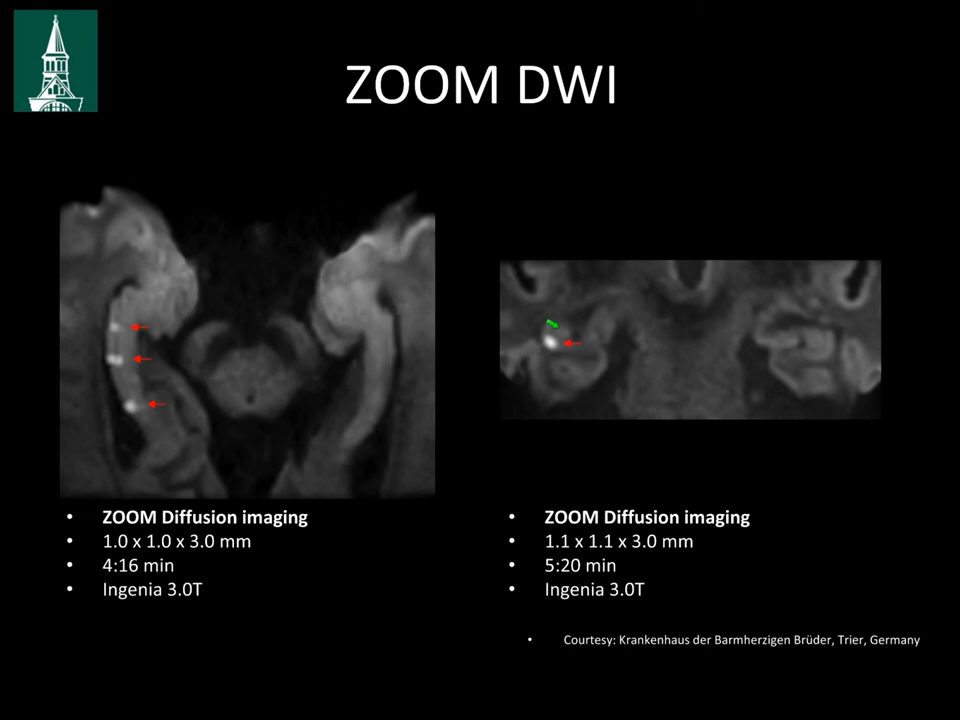 ZOOM DWI
• ZOOM Diffusion imaging
• 1.0 x 1.0 x 3.0 mm
• 4:16 min
• Ingenia 3.0T
• ZOOM Diffusion imaging
• 1.1 x 1.1 x 3.0 mm
• 5:20 min
• Ingenia 3.0T
• Courtesy: Krankenhaus der Barmherzigen Brüder, Trier, Germany